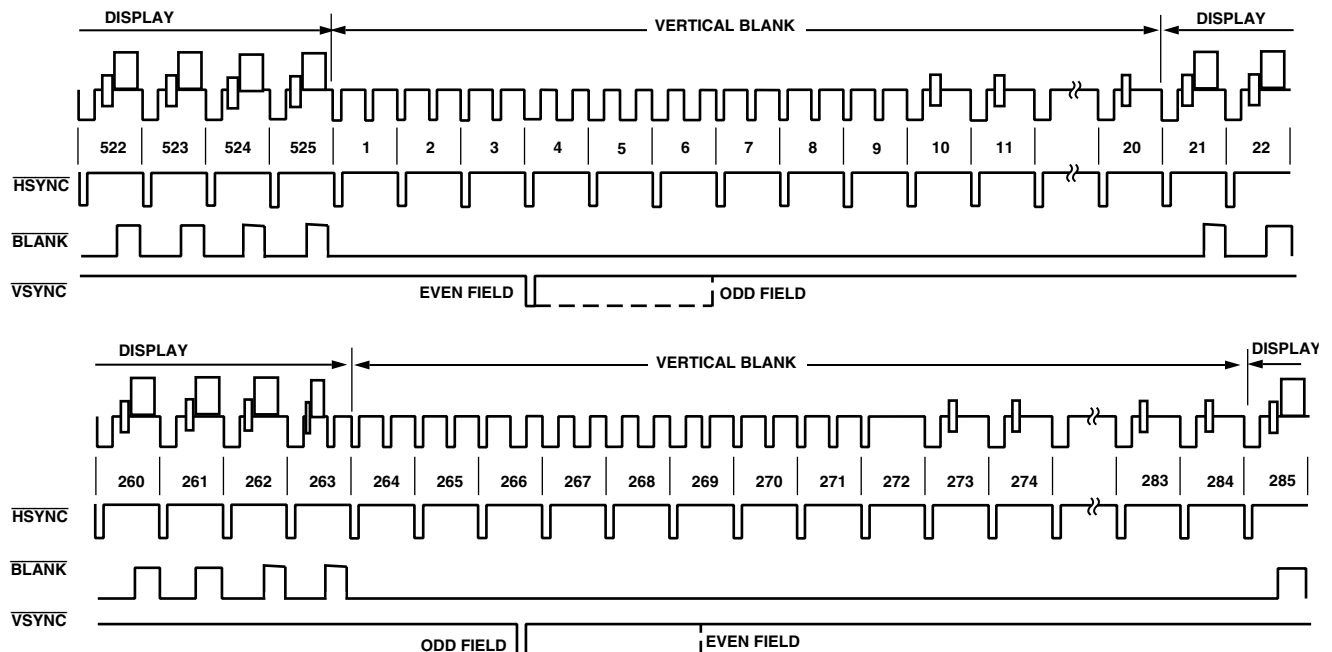 DISPLAY VERTICAL BLANK DISPLAY
522 523 524 525 1 2 3 4 5 6 7 8 9 10 11 20 21 22
HSYNC
BLANK
VSYNC
EVEN FIELD ODD FIELD
DISPLAY VERTICAL BLANK DISPLAY
260 261 262 263 264 265 266 267 268 269 270 271 272 273 274 283 284 285
HSYNC
BLANK
VSYNC
ODD FIELD EVEN FIELD